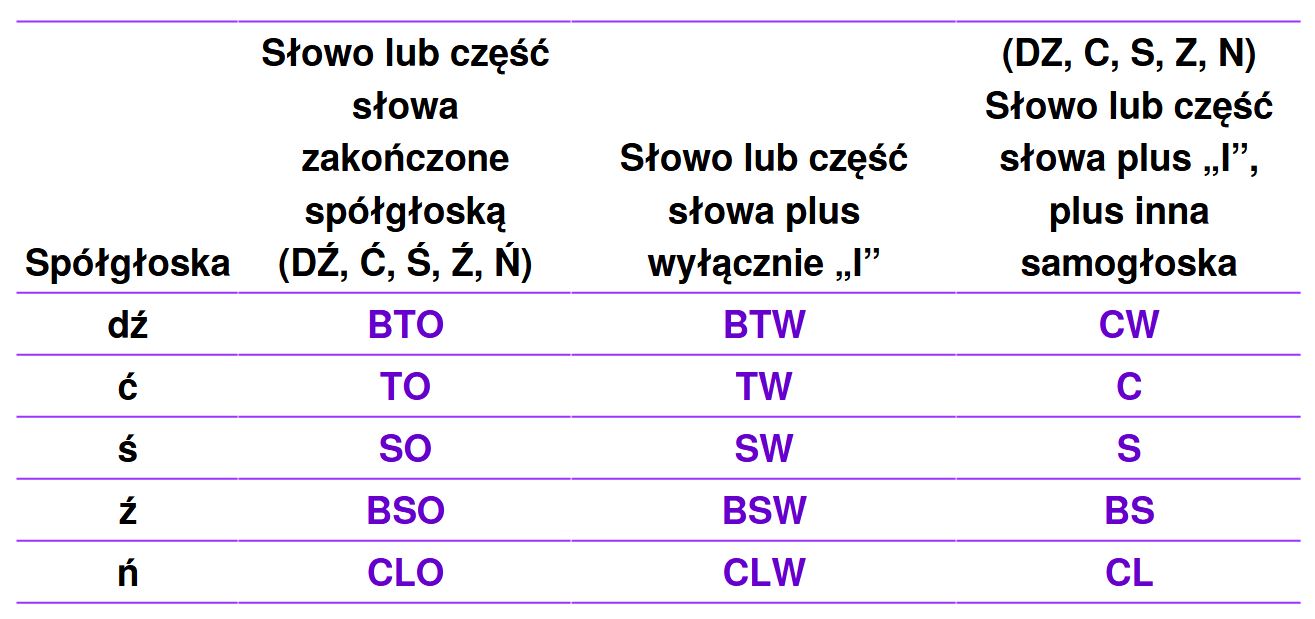 Spółgłoska
Słowo lub część
słowa
zakończone
spółgłoską
(DŹ, Ć, Ś, Ź, Ń)
Słowo lub część
słowa plus
wyłącznie „I”
(DZ, C, S, Z, N)
Słowo lub część
słowa plus „I”,
plus inna
samogłoska
dź BTO BTW CW
ć TO TW C
ś SO SW S
ź BSO BSW BS
ń CLO CLW CL